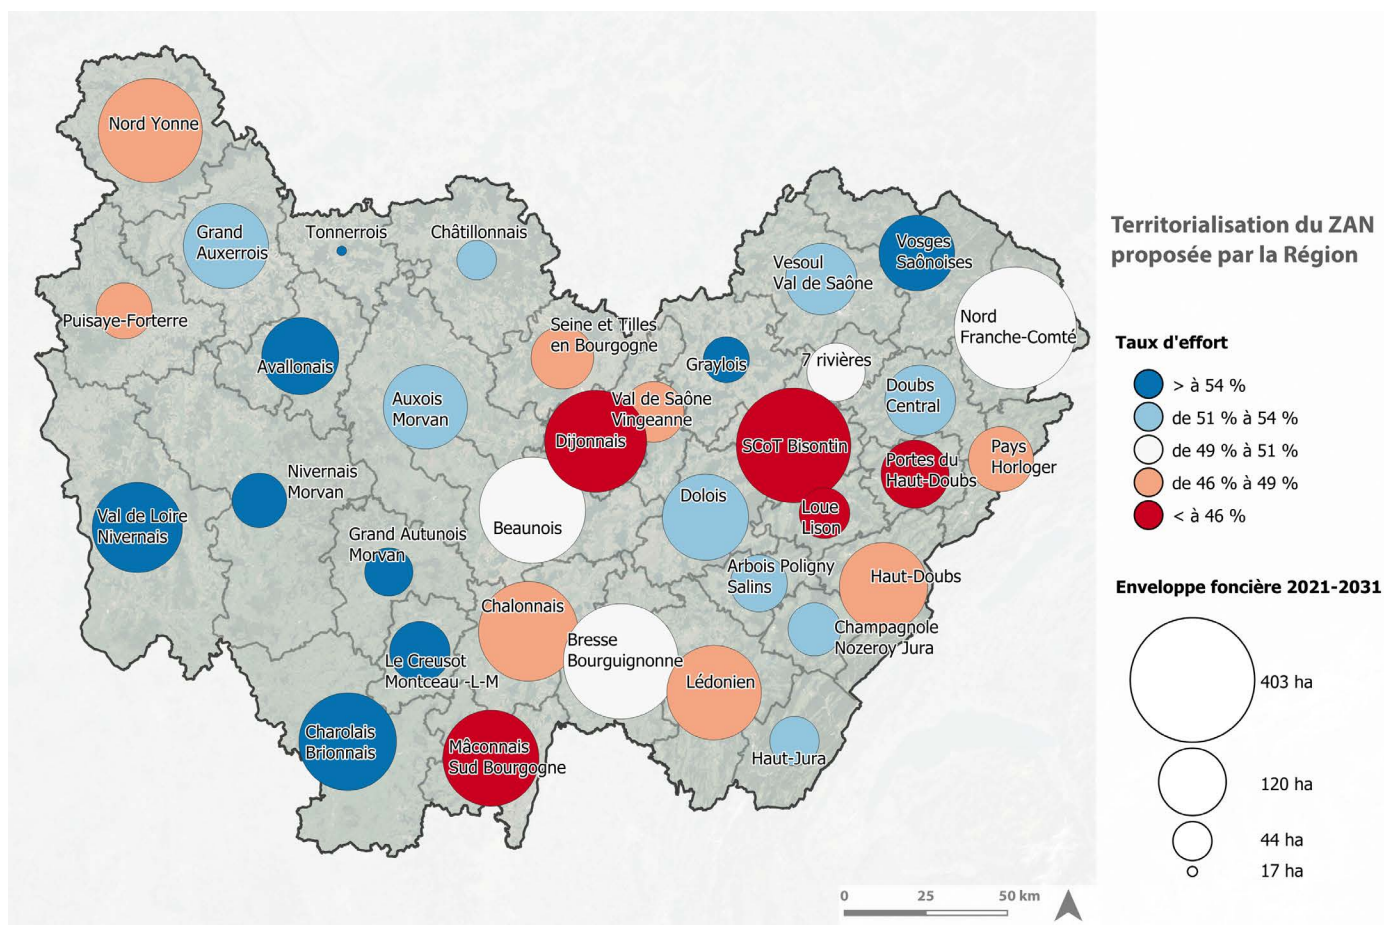 Nord Yonne
Grand
Auxerrois
Tonnerrois
Châtillonnais
Puisaye-Forterre
Avallonais
Auxois
Morvan
Seine et Tilles
en Bourgogne
Vesoul
Val de Saône
Vosges
Saônoises
Nord
Franche-Comté
Graylois
7 rivières
Doubs
Central
Val de Saône
Vingeanne
Dijonnais
SCoT Bisontin
Portes du
Haut-Doubs
Pays
Horloger
Nivernais
Morvan
Val de Loire
Nivernais
Beaunois
Dolois
Loue
Lison
Grand Autunois
Morvan
Arbois Poligny
Salins
Haut-Doubs
Chalonnais
Bresse
Bourguignonne
Champagnole
Nozeroy Jura
Le Creusot
Montceau -L-M
Lédonien
Charolais
Brionnais
Mâconnais
Sud Bourgogne
Haut-Jura
Territorialisation du ZAN
proposée par la Région
Taux d'effort
> à 54 %
de 51 % à 54 %
de 49 % à 51 %
de 46 % à 49 %
< à 46 %
Enveloppe foncière 2021-2031
403 ha
120 ha
44 ha
17 ha
0 25 50 km